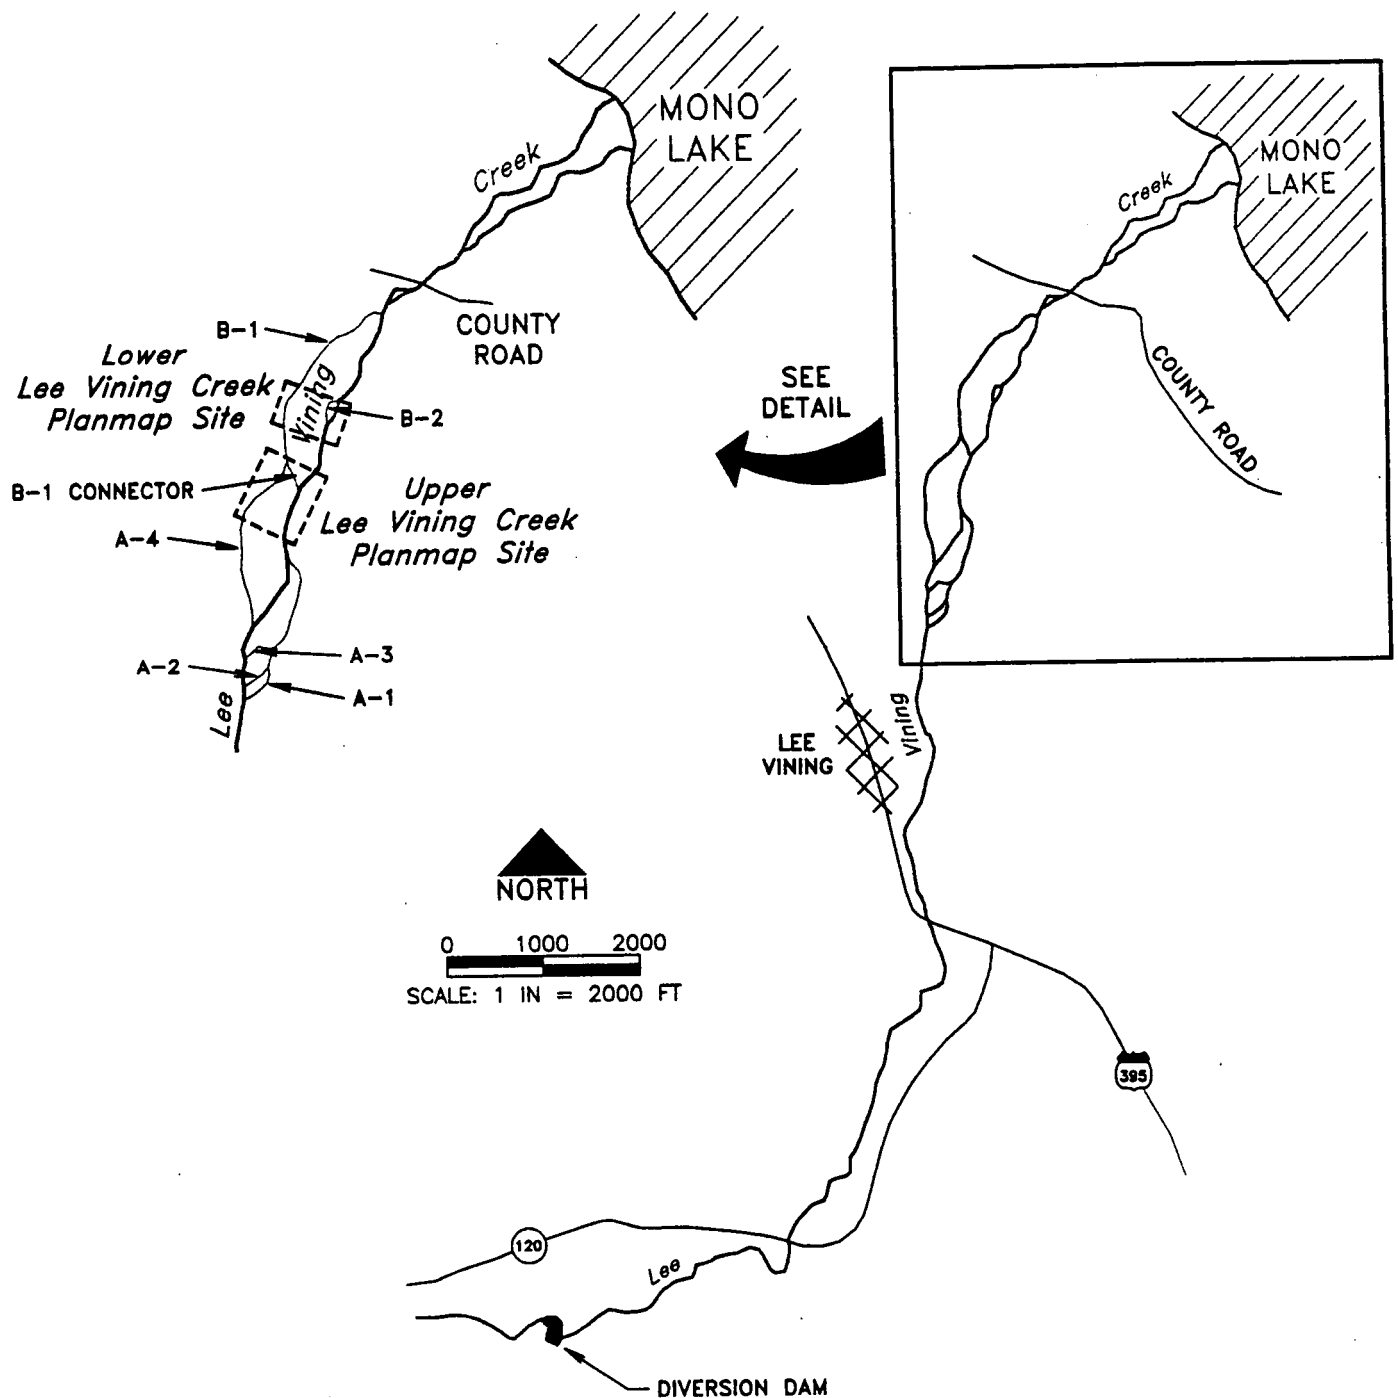 MONO
LAKE
Creek
COUNTY
ROAD
B-1
Lower
Lee Vining Creek
Planmap Site
Vining
B-2
B-1 CONNECTOR
Upper
Lee Vining Creek
Planmap Site
A-4
A-3
A-2
A-1
Lee
SEE
DETAIL
MONO
LAKE
Creek
COUNTY ROAD
Vining
LEE
VINING
NORTH
0 1000 2000
SCALE: 1 IN = 2000 FT
395
120
Lee
DIVERSION DAM